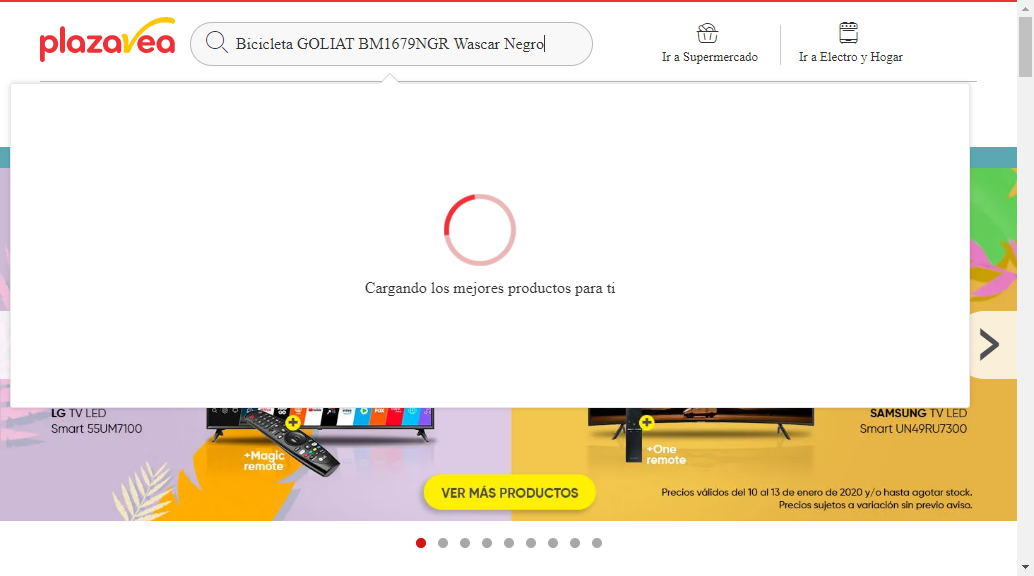 plazavea
Bicicleta GOLIAT BM1679NGR Wascar Negro
Ir a Supermercado
Ir a Electro y Hogar
Cargando los mejores productos para ti
LG TV LED
Smart 55UM7100
+Magic
remote
+One
remote
SAMSUNG TV LED
Smart UN49RU7300
VER MÁS PRODUCTOS
Precios válidos del 10 al 13 de enero de 2020 y/o hasta agotar stock.
Precios sujetos a variación sin previo aviso.